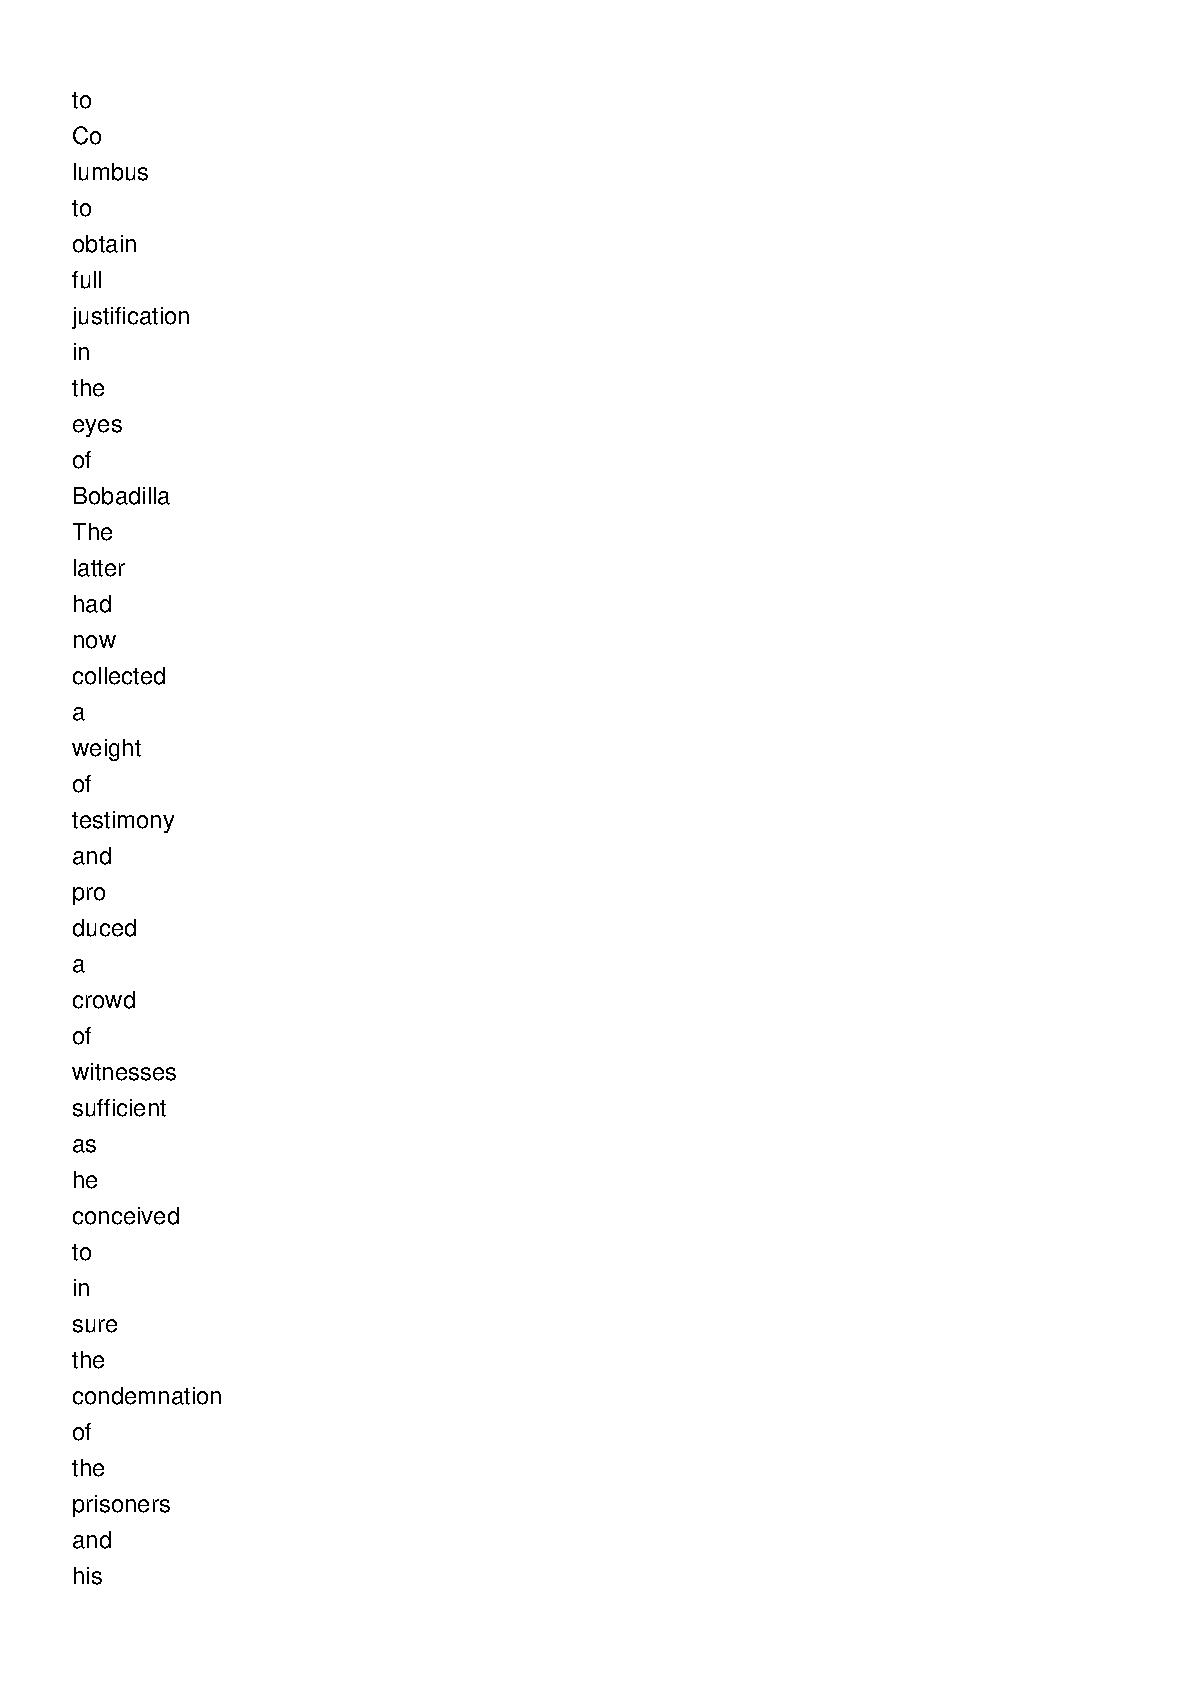 to
Co
lumbus
to
obtain
full
justification
in
the
eyes
of
Bobadilla
The
latter
had
now
collected
a
weight
of
testimony
and
pro
duced
a
crowd
of
witnesses
sufficient
as
he
conceived
to
in
sure
the
condemnation
of
the
prisoners
and
his